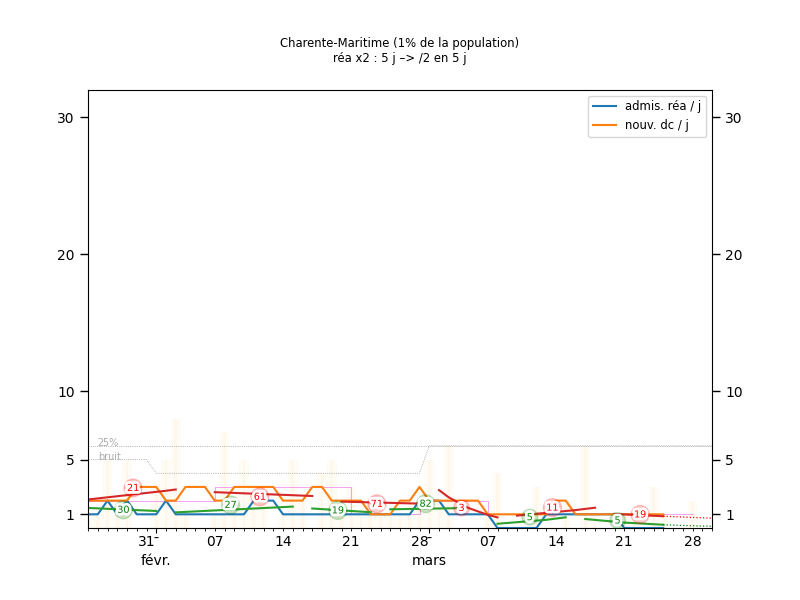 Charente-Maritime (1% de la population)
réa x2 : 5 j –> /2 en 5 j
admis. réa / j
nouv. dc / j
30 30
20 20
10 10
25%
bruit
5 5
21 30 27 61 19 71 82 3 5 11 5 19
1 1
31 07 14 21 28 07 14 21 28
févr. mars